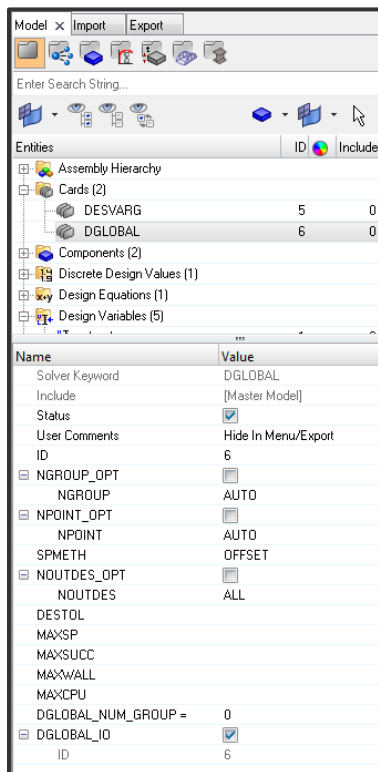 Model × Import Export
Enter Search String...
Entities ID Include
Assembly Hierarchy
Cards (2)
DESVARG 5 0
DGLOBAL 6 0
Components (2)
Discrete Design Values (1)
x+y Design Equations (1)
Design Variables (5)
Name Value
Solver Keyword DGLOBAL
Include [Master Model]
Status
User Comments Hide In Menu/Export
ID 6
NGROUP_OPT
NGROUP AUTO
NPOINT_OPT
NPOINT AUTO
SPMETH OFFSET
NOUTDES_OPT
NOUTDES ALL
DESTOL
MAXSP
MAXSUCC
MAXWALL
MAXCPU
DGLOBAL_NUM_GROUP = 0
DGLOBAL_IO
ID 6